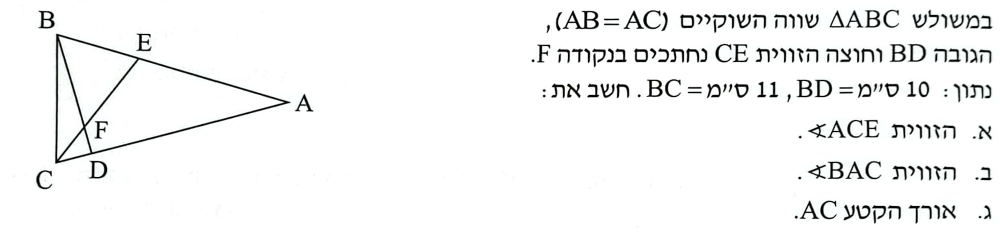 במשולש ΔABC שווה השוקיים (AB=AC),
הגובה BD וחוצה הזווית CE נחתכים בנקודה F.
נתון: 10 ס״מ=BD, 11 ס״מ=BC. חשב את:
א. הזווית ∢ACE.
ב. הזווית ∢BAC.
ג. אורך הקטע AC.
B
E
A
F
D
C